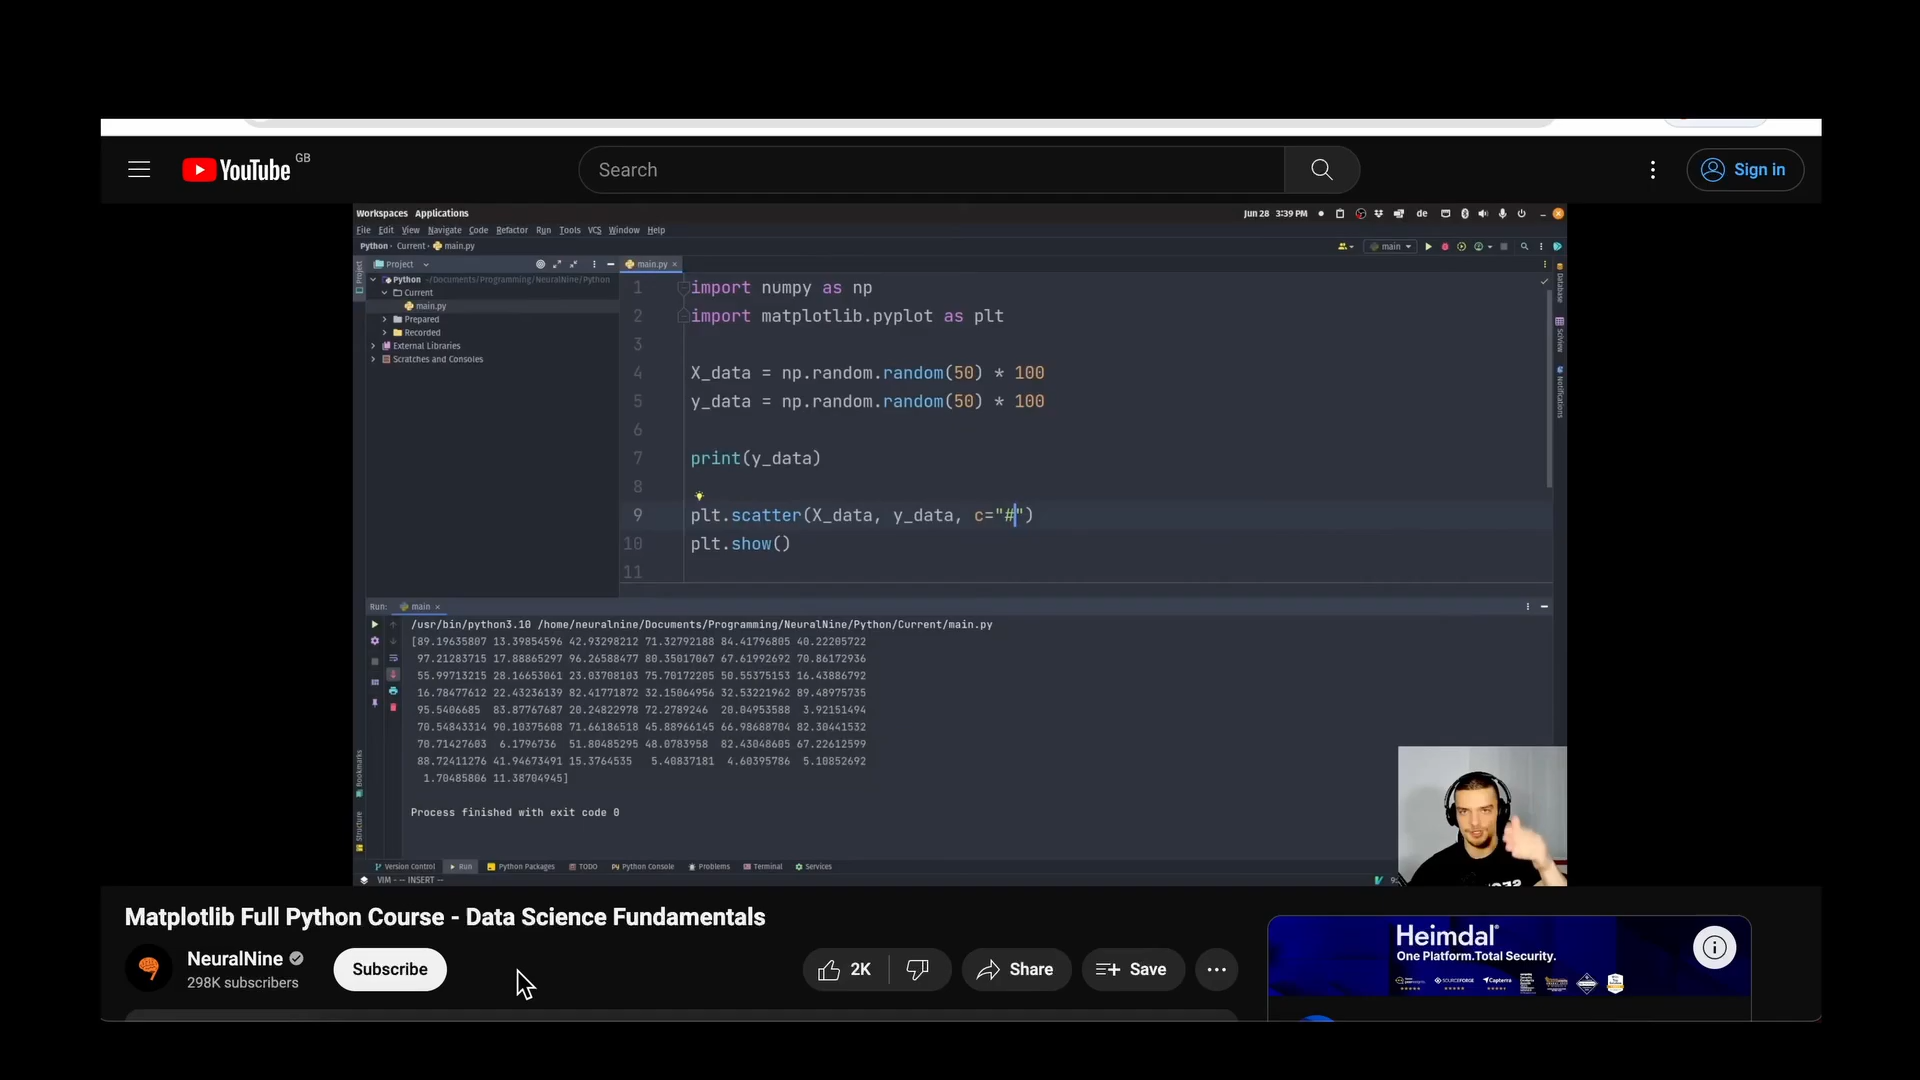 YouTube GB
Search
Sign in
Workspaces Applications
Jun 28 3:39 PM
de
File Edit View Navigate Code Refactor Run Tools VCS Window Help
Python Current main.py
main
Project
main.py
Project
Python ~/Documents/Programming/NeuralNine/Python
Current
main.py
Prepared
Recorded
External Libraries
Scratches and Consoles
Database
SciView
Notifications
1 import numpy as np
2 import matplotlib.pyplot as plt
3
4 X_data = np.random.random(50) * 100
5 y_data = np.random.random(50) * 100
6
7 print(y_data)
8
9 plt.scatter(X_data, y_data, c="#")
10 plt.show()
11
Run: main
/usr/bin/python3.10 /home/neuralnine/Documents/Programming/NeuralNine/Python/Current/main.py
[89.19635807 13.39854596 42.93298212 71.32792188 84.41796805 40.22205722
97.21283715 17.88865297 96.26588477 80.35017067 67.61992692 70.86172936
55.99713215 28.16653061 23.03708103 75.70172205 50.55375153 16.43886792
16.78477612 22.43236139 82.41771872 32.15064956 32.53221962 89.48975735
95.5406685 83.87767687 20.24822978 72.2789246 20.04953588 3.92151494
70.54843314 90.10375608 71.66186518 45.88966145 66.98688704 82.30441532
70.71427603 6.1796736 51.80485295 48.0783958 82.43048605 67.22612599
88.72411276 41.94673491 15.3764535 5.40837181 4.60395786 5.10852692
1.70485806 11.38704945]
Process finished with exit code 0
Bookmarks
Structure
Version Control Run Python Packages TODO Python Console Problems Terminal Services
VIM - -- INSERT --
Matplotlib Full Python Course - Data Science Fundamentals
NeuralNine
298K subscribers
Subscribe
2K
Share
Save
Heimdal®
One Platform.Total Security.
SOURCEFORGE
Capterra